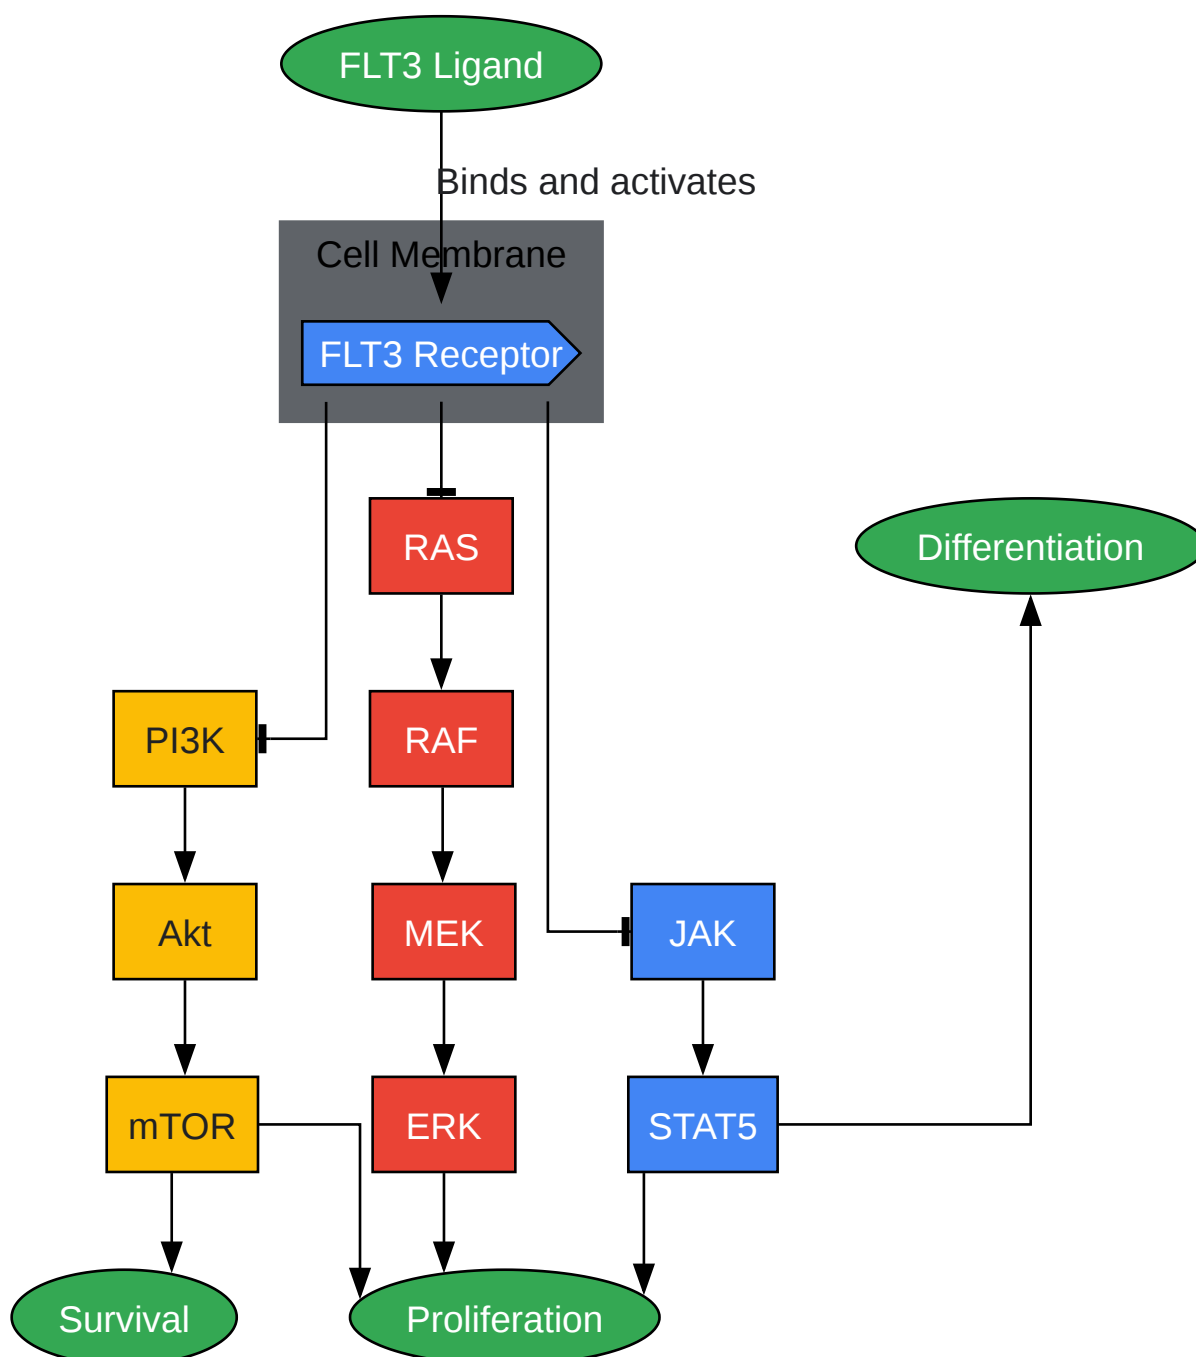 FLT3 Ligand
Binds and activates
Cell Membrane
FLT3 Receptor
RAS
Differentiation
PI3K
RAF
Akt
MEK
JAK
mTOR
ERK
STAT5
Survival
Proliferation